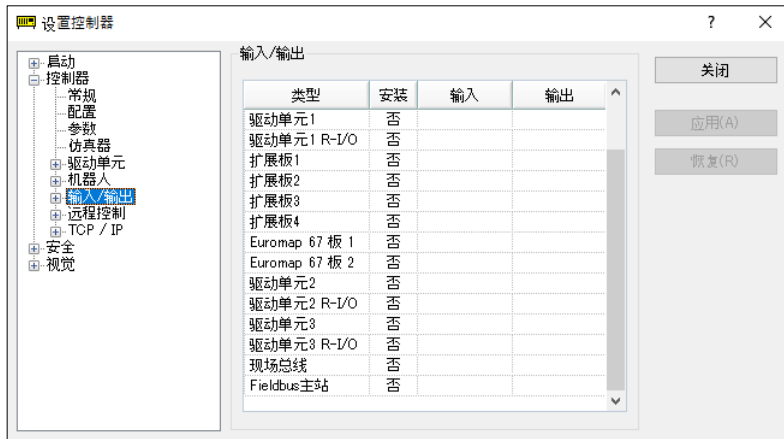 设置控制器
?
×
启动
控制器
常规
配置
参数
仿真器
驱动单元
机器人
输入/输出
远程控制
TCP / IP
安全
视觉
输入/输出
类型 安装 输入 输出
驱动单元1 否
驱动单元1 R-I/O 否
扩展板1 否
扩展板2 否
扩展板3 否
扩展板4 否
Euromap 67 板 1 否
Euromap 67 板 2 否
驱动单元2 否
驱动单元2 R-I/O 否
驱动单元3 否
驱动单元3 R-I/O 否
现场总线 否
Fieldbus主站 否
关闭
应用(A)
恢复(R)